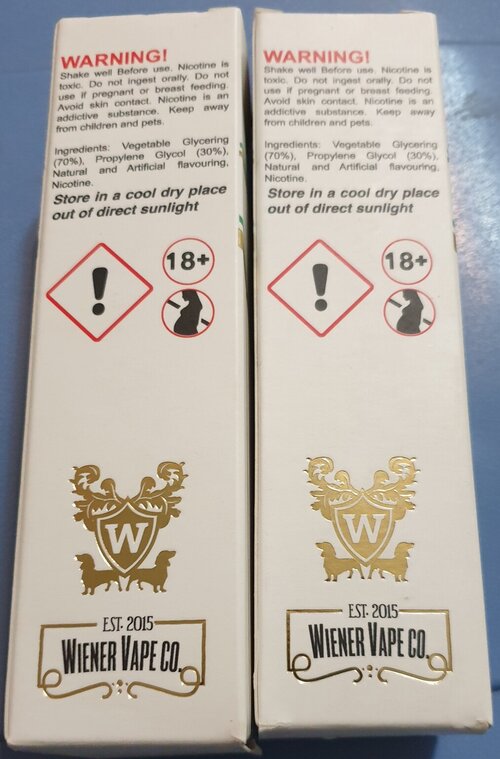 WARNING!
Shake well Before use. Nicotine is
toxic. Do not ingest orally. Do not
use if pregnant or breast feeding.
Avoid skin contact. Nicotine is an
addictive substance. Keep away
from children and pets.
Ingredients: Vegetable Glycering
(70%), Propylene Glycol (30%),
Natural and Artificial flavouring,
Nicotine.
Store in a cool dry place
out of direct sunlight
18+
W
EST. 2015
WIENER VAPE CO.
WARNING!
Shake well Before use. Nicotine is
toxic. Do not ingest orally. Do not
use if pregnant or breast feeding.
Avoid skin contact. Nicotine is an
addictive substance. Keep away
from children and pets.
Ingredients: Vegetable Glycering
(70%), Propylene Glycol (30%),
Natural and Artificial flavouring,
Nicotine.
Store in a cool dry place
out of direct sunlight
18+
W
EST. 2015
WIENER VAPE CO.